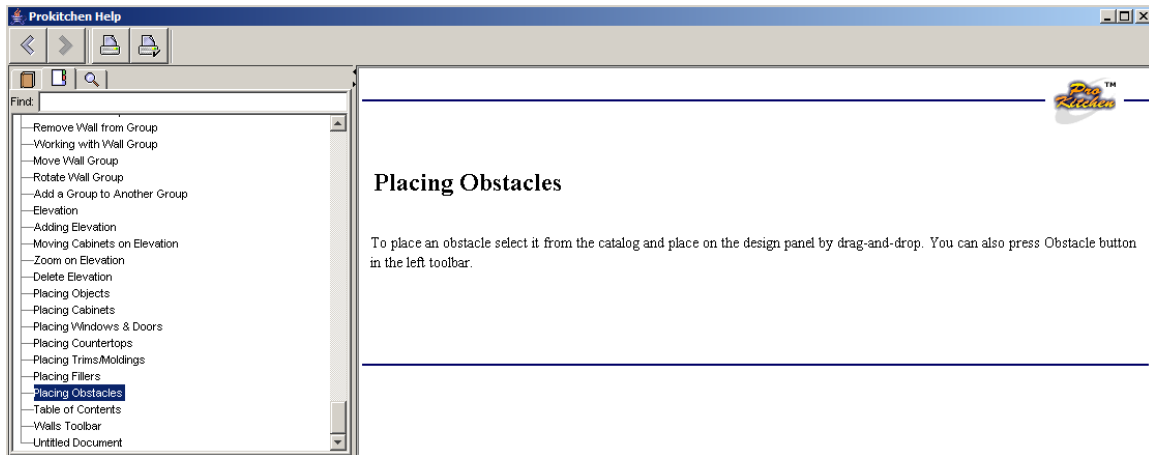 Prokitchen Help
Find:
Remove Wall from Group
Working with Wall Group
Move Wall Group
Rotate Wall Group
Add a Group to Another Group
Elevation
Adding Elevation
Moving Cabinets on Elevation
Zoom on Elevation
Delete Elevation
Placing Objects
Placing Cabinets
Placing Windows & Doors
Placing Countertops
Placing Trims/Moldings
Placing Fillers
Placing Obstacles
Table of Contents
Walls Toolbar
Untitled Document
Pro
Kitchen
TM
Placing Obstacles
To place an obstacle select it from the catalog and place on the design panel by drag-and-drop. You can also press Obstacle button
in the left toolbar.